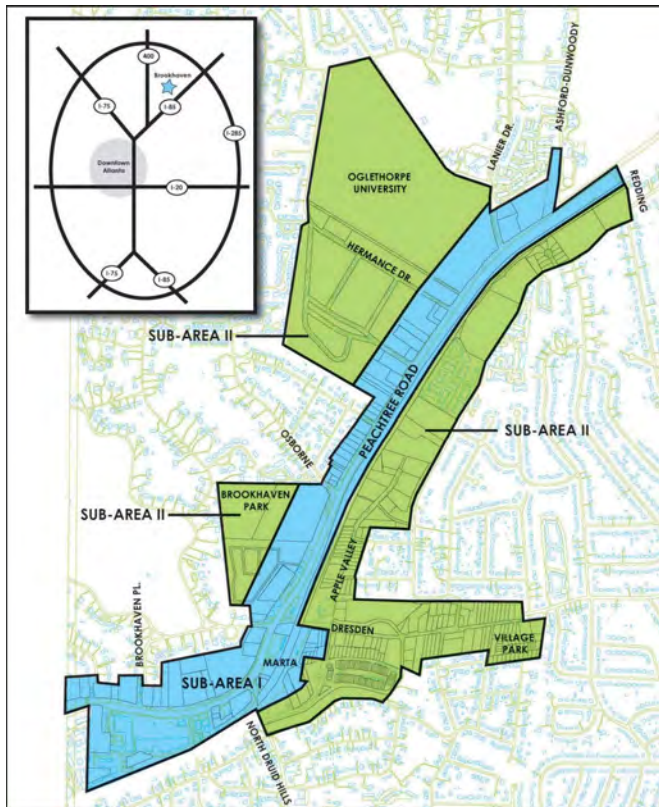 400
Brookhaven
I-75
I-85
I-285
Downtown
Atlanta
I-20
I-75
I-85
ASHFORD-DUNWOODY
LANIER DR.
REDDING
OGLETHORPE
UNIVERSITY
HERMANCE DR.
SUB-AREA II
PEACHTREE ROAD
OSBORNE
SUB-AREA II
BROOKHAVEN
PARK
SUB-AREA II
APPLE VALLEY
BROOKHAVEN PL.
DRESDEN
VILLAGE
PARK
MARTA
SUB-AREA I
NORTH DRUID HILLS